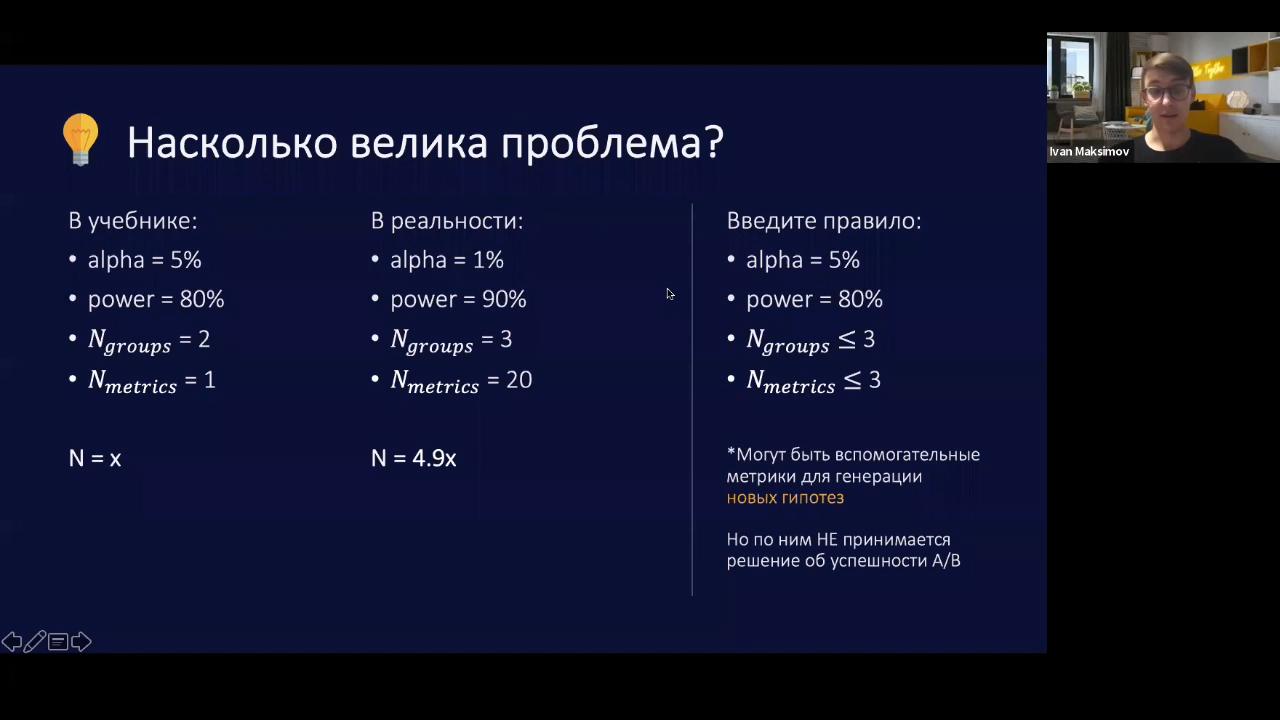 Насколько велика проблема?
В учебнике:
• alpha = 5%
• power = 80%
• N_groups = 2
• N_metrics = 1
N = x
В реальности:
• alpha = 1%
• power = 90%
• N_groups = 3
• N_metrics = 20
N = 4.9x
Введите правило:
• alpha = 5%
• power = 80%
• N_groups ≤ 3
• N_metrics ≤ 3
*Могут быть вспомогательные
метрики для генерации
новых гипотез
Но по ним НЕ принимается
решение об успешности A/B
Ivan Maksimov